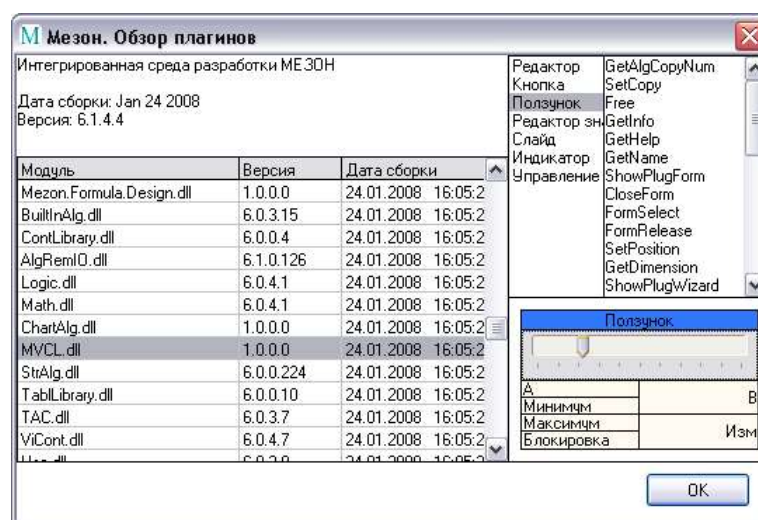 М Мезон. Обзор плагинов
Интегрированная среда разработки МЕЗОН
Дата сборки: Jan 24 2008
Версия: 6.1.4.4
Модуль Версия Дата сборки
Mezon.Formula.Design.dll 1.0.0.0 24.01.2008 16:05:2
BuiltInAlg.dll 6.0.3.15 24.01.2008 16:05:2
ContLibrary.dll 6.0.0.4 24.01.2008 16:05:2
AlgRemIO.dll 6.1.0.126 24.01.2008 16:05:2
Logic.dll 6.0.4.1 24.01.2008 16:05:2
Math.dll 6.0.4.1 24.01.2008 16:05:2
ChartAlg.dll 1.0.0.0 24.01.2008 16:05:2
MVCL.dll 1.0.0.0 24.01.2008 16:05:2
StrAlg.dll 6.0.0.224 24.01.2008 16:05:2
TablLibrary.dll 6.0.0.10 24.01.2008 16:05:2
TAC.dll 6.0.3.7 24.01.2008 16:05:2
ViCont.dll 6.0.4.7 24.01.2008 16:05:2
Редактор
Кнопка
Ползунок
Редактор зн
Слайд
Индикатор
Управление
GetAlgCopyNum
SetCopy
Free
GetInfo
GetHelp
GetName
ShowPlugForm
CloseForm
FormSelect
FormRelease
SetPosition
GetDimension
ShowPlugWizard
Ползунок
А
В
Минимум
Максимум
Изм
Блокировка
OK